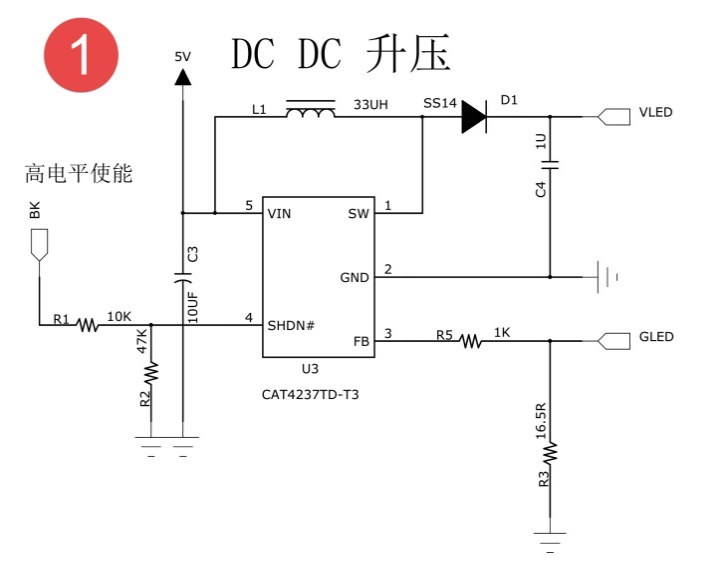 1
DC DC 升压
5V
L1
33UH
SS14
D1
VLED
1U
C4
高电平使能
BK
5
VIN
SW
1
C3
10UF
GND
2
R1
10K
4
SHDN#
47K
R2
FB
3
R5
1K
GLED
U3
CAT4237TD-T3
16.5R
R3